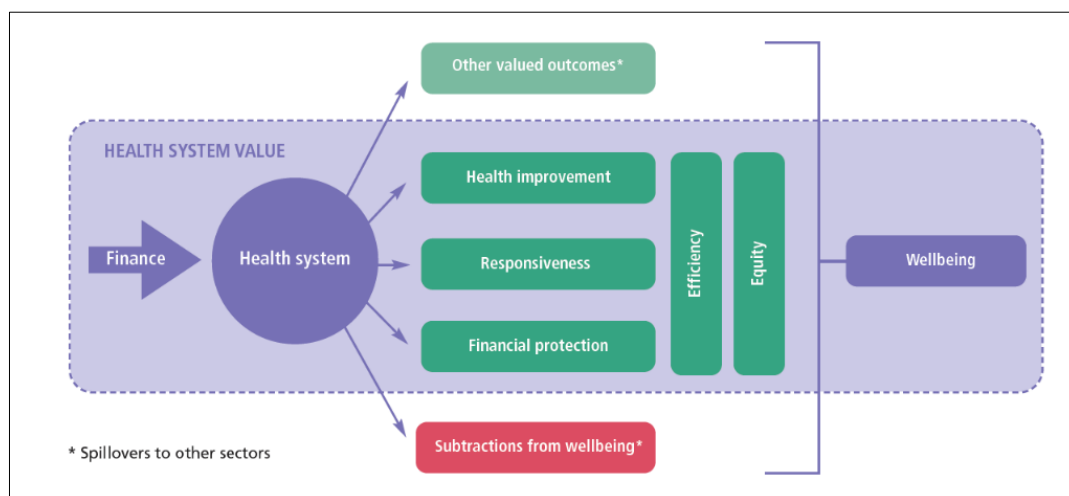 Other valued outcomes*
HEALTH SYSTEM VALUE
Finance
Health system
Health improvement
Responsiveness
Financial protection
Efficiency
Equity
Wellbeing
Subtractions from wellbeing*
* Spillovers to other sectors